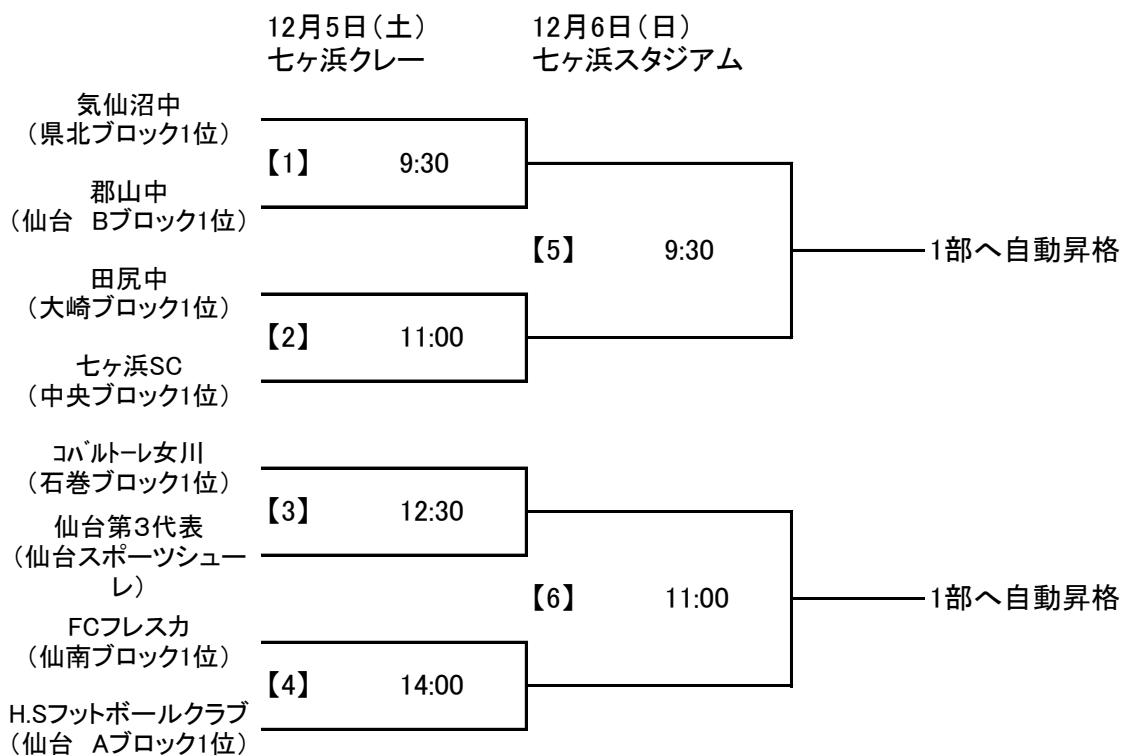 12月5日(土)
七ヶ浜クレー
12月6日(日)
七ヶ浜スタジアム
気仙沼中
(県北ブロック1位)
【1】 9:30
郡山中
(仙台　Bブロック1位)
【5】 9:30
1部へ自動昇格
田尻中
(大崎ブロック1位)
【2】 11:00
七ヶ浜SC
(中央ブロック1位)
ｺﾊﾞﾙﾄｰﾚ女川
(石巻ブロック1位)
【3】 12:30
仙台第３代表
(仙台スポーツシュー
レ)
【6】 11:00
1部へ自動昇格
FCフレスカ
(仙南ブロック1位)
【4】 14:00
H.Sフットボールクラブ
(仙台　Aブロック1位)